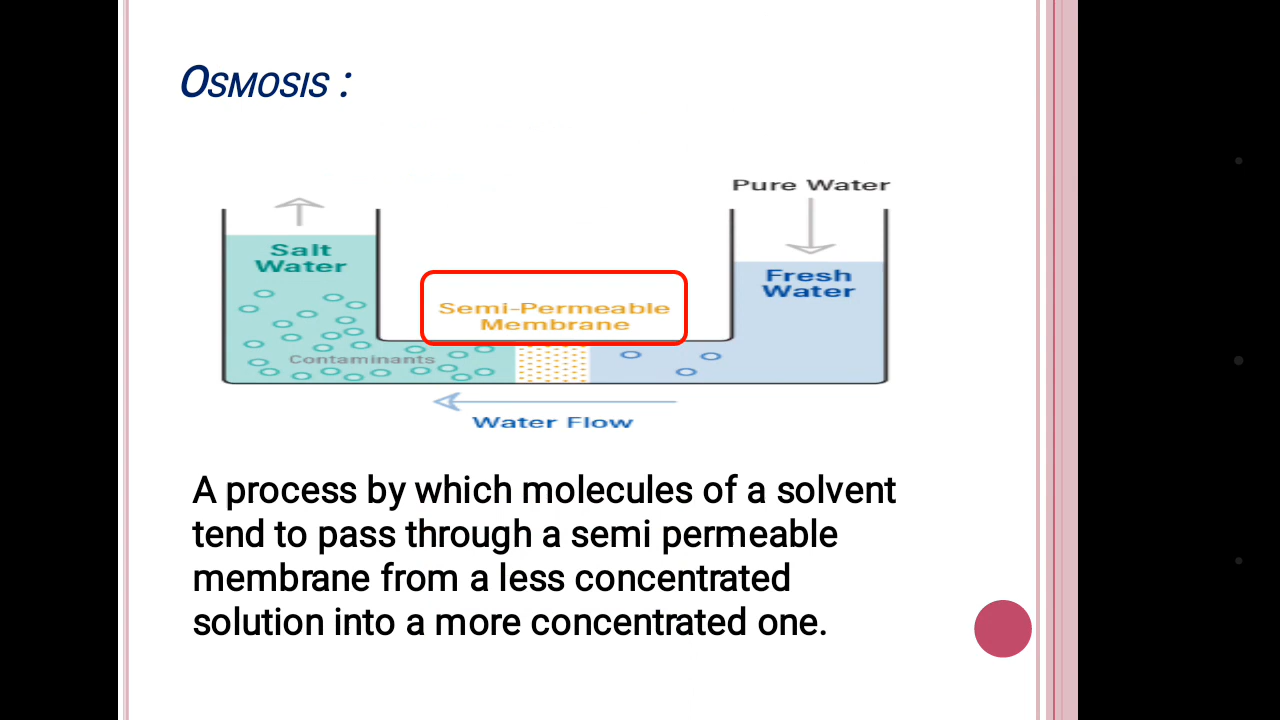 OSMOSIS :
Pure Water
Salt
Water
Fresh
Water
Semi-Permeable
Membrane
Contaminants
Water Flow
A process by which molecules of a solvent
tend to pass through a semi permeable
membrane from a less concentrated
solution into a more concentrated one.